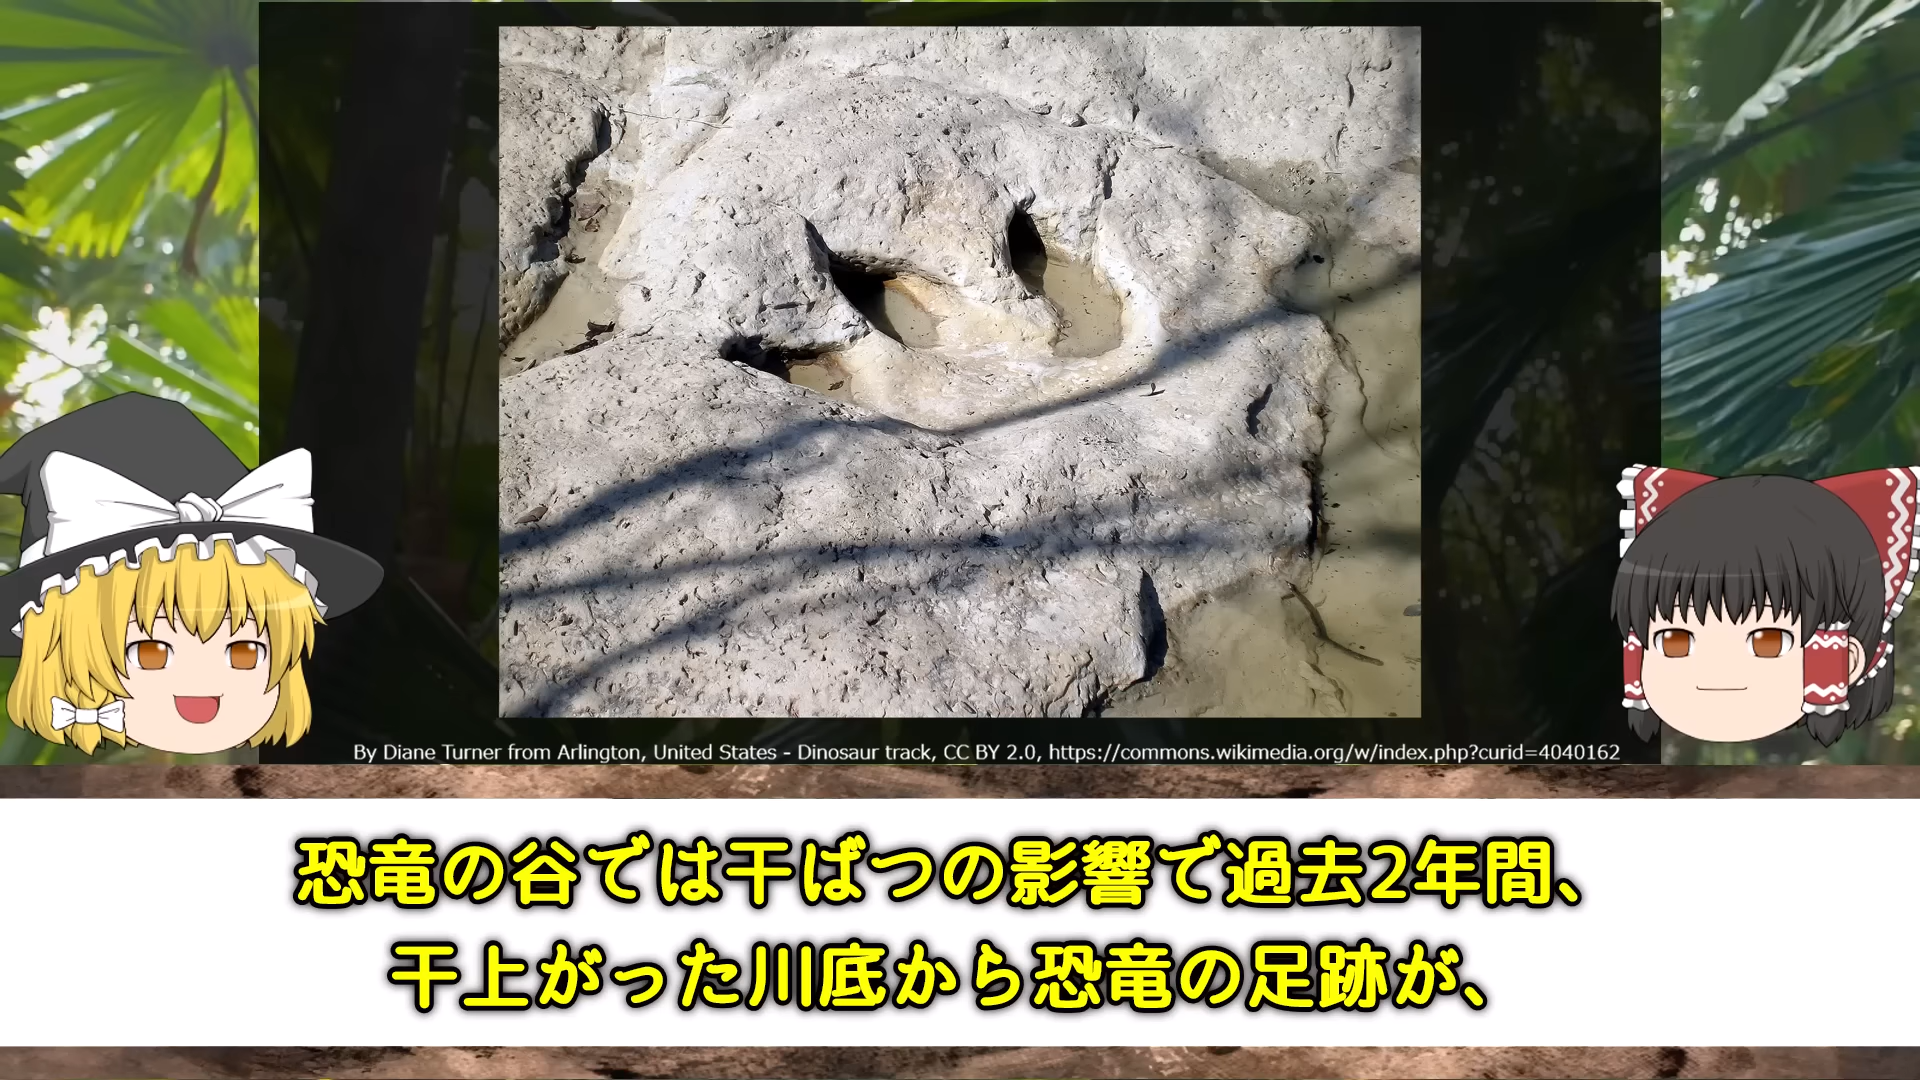 By Diane Turner from Arlington, United States - Dinosaur track, CC BY 2.0, https://commons.wikimedia.org/w/index.php?curid=4040162
恐竜の谷では干ばつの影響で過去2年間、
干上がった川底から恐竜の足跡が、